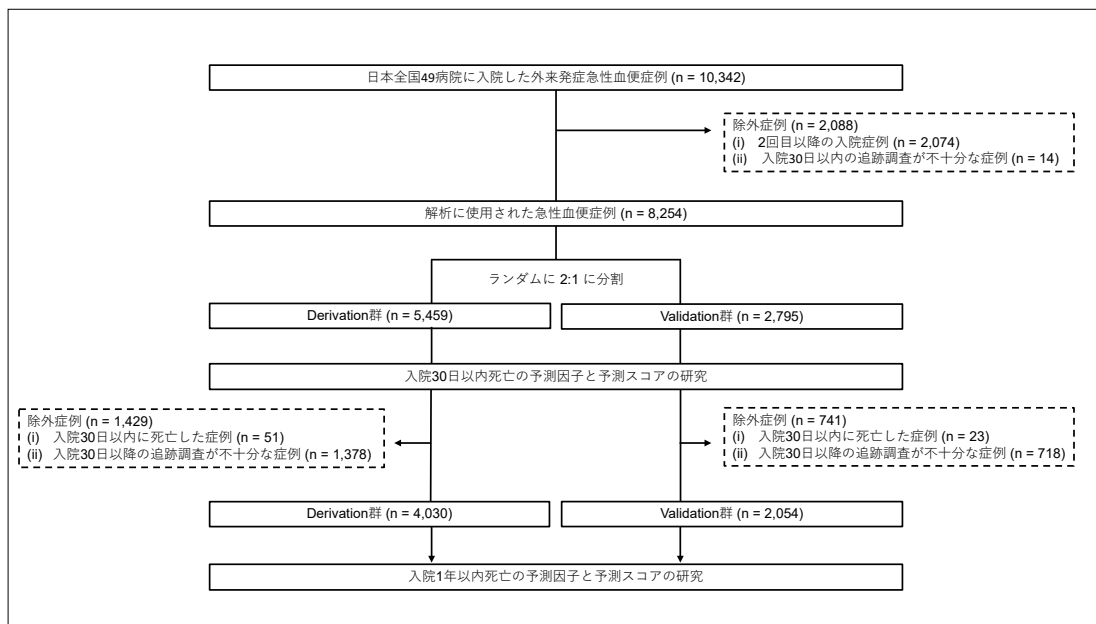 日本全国49病院に入院した外来発症急性血便症例 (n = 10,342)
除外症例 (n = 2,088)
(i) 2回目以降の入院症例 (n = 2,074)
(ii) 入院30日以内の追跡調査が不十分な症例 (n = 14)
解析に使用された急性血便症例 (n = 8,254)
ランダムに 2:1 に分割
Derivation群 (n = 5,459)
Validation群 (n = 2,795)
入院30日以内死亡の予測因子と予測スコアの研究
除外症例 (n = 1,429)
(i) 入院30日以内に死亡した症例 (n = 51)
(ii) 入院30日以降の追跡調査が不十分な症例 (n = 1,378)
除外症例 (n = 741)
(i) 入院30日以内に死亡した症例 (n = 23)
(ii) 入院30日以降の追跡調査が不十分な症例 (n = 718)
Derivation群 (n = 4,030)
Validation群 (n = 2,054)
入院1年以内死亡の予測因子と予測スコアの研究